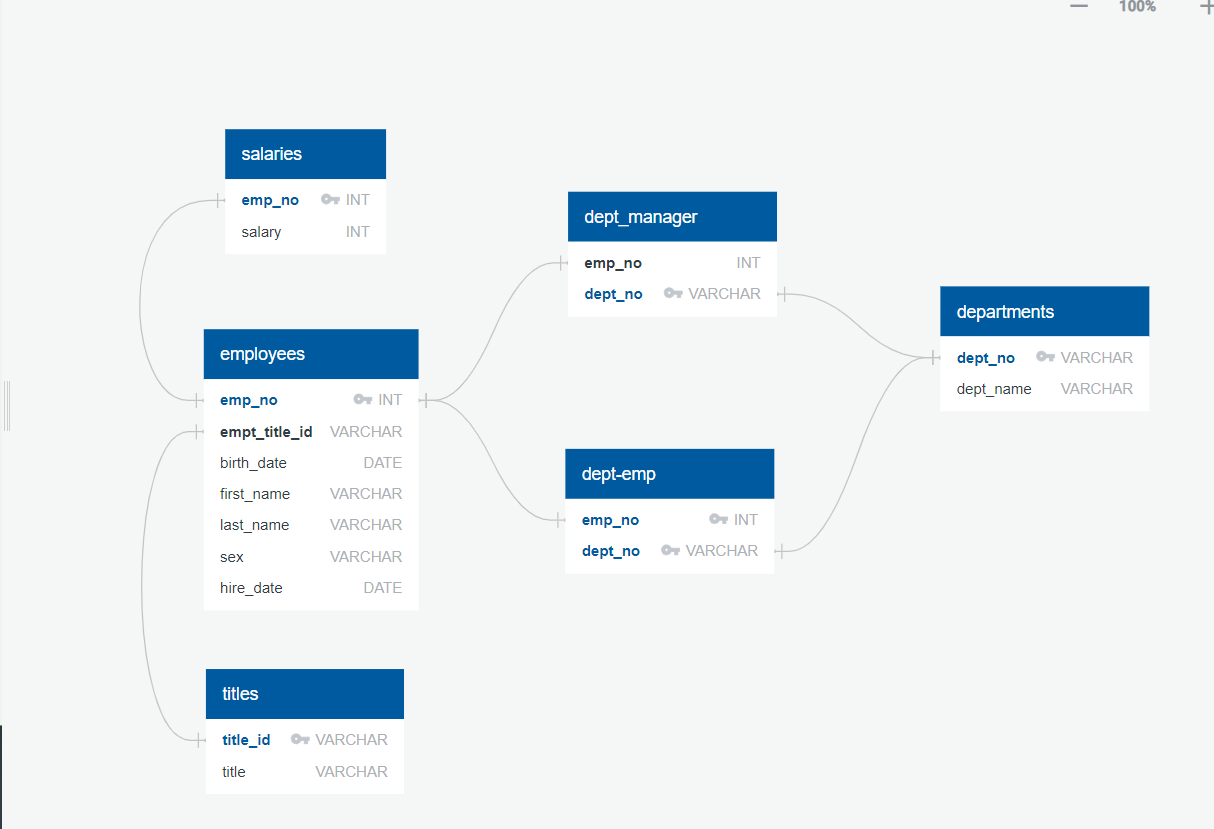 100%
salaries
emp_no INT
salary INT
dept_manager
emp_no INT
dept_no VARCHAR
departments
dept_no VARCHAR
dept_name VARCHAR
employees
emp_no INT
empt_title_id VARCHAR
birth_date DATE
first_name VARCHAR
last_name VARCHAR
sex VARCHAR
hire_date DATE
dept-emp
emp_no INT
dept_no VARCHAR
titles
title_id VARCHAR
title VARCHAR